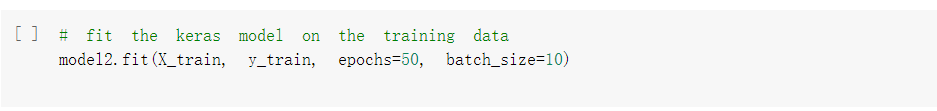 [ ] # fit the keras model on the training data
model2.fit(X_train, y_train, epochs=50, batch_size=10)